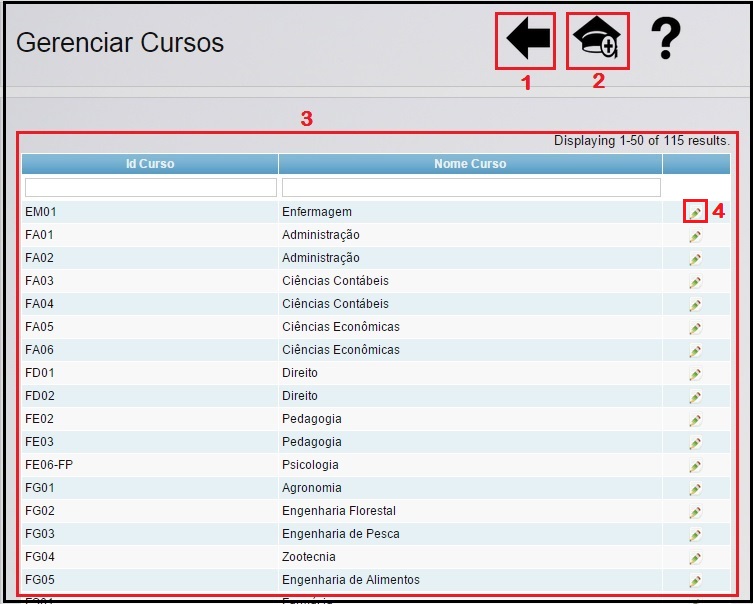 Gerenciar Cursos
?
1
2
3
Displaying 1-50 of 115 results.
Id Curso Nome Curso
EM01 Enfermagem 4
FA01 Administração
FA02 Administração
FA03 Ciências Contábeis
FA04 Ciências Contábeis
FA05 Ciências Econômicas
FA06 Ciências Econômicas
FD01 Direito
FD02 Direito
FE02 Pedagogia
FE03 Pedagogia
FE06-FP Psicologia
FG01 Agronomia
FG02 Engenharia Florestal
FG03 Engenharia de Pesca
FG04 Zootecnia
FG05 Engenharia de Alimentos